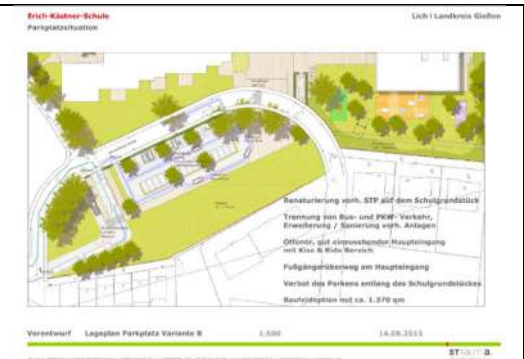 Erich-Kästner-Schule
Lich I Landkreis Gießen
Parkplatzsituation
Renaturierung vorh. STP auf dem Schulgrundstück
Trennung von Bus- und PKW- Verkehr,
Erweiterung / Sanierung vorh. Anlagen
Offener, gut einzusehender Haupteingang
mit Kiss & Ride Bereich
Fußgängerüberweg am Haupteingang
Verbot des Parkens entlang des Schulgrundstückes
Baufeldoption mit ca. 1.370 qm
Vorentwurf Lageplan Parkplatz Variante B 1:500 14.08.2013